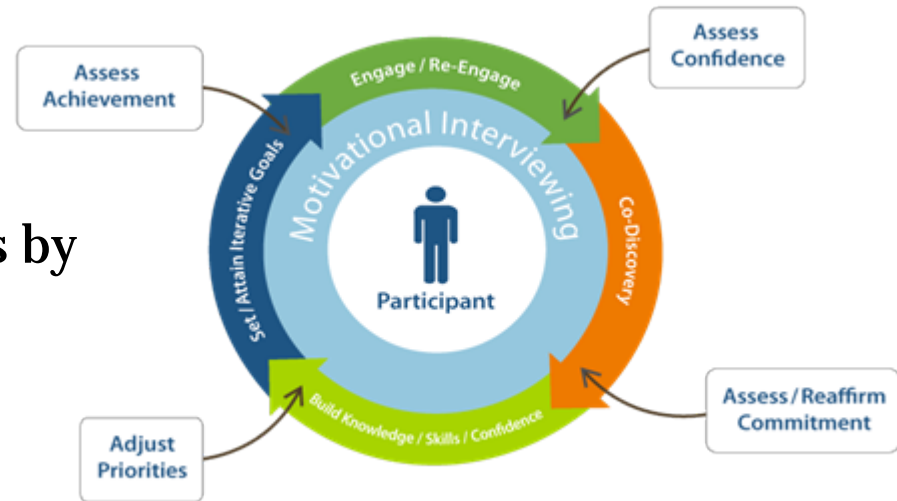 Assess
Achievement
Engage / Re-Engage
Assess
Confidence
Motivational Interviewing
Set / Attain Iterative Goals
Co-Discovery
s by
Participant
Build Knowledge / Skills / Confidence
Assess / Reaffirm
Commitment
Adjust
Priorities